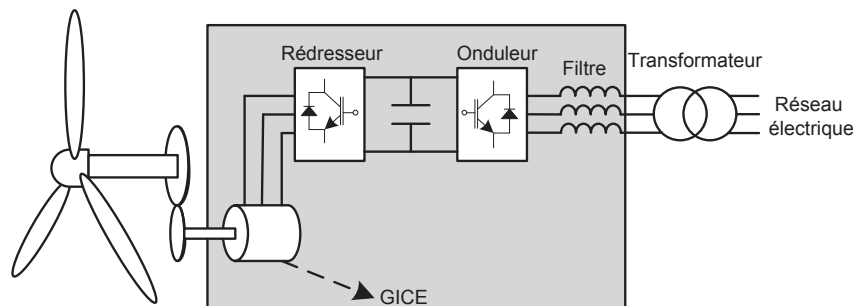 Rédresseur
Onduleur
Filtre
Transformateur
Réseau
électrique
GICE